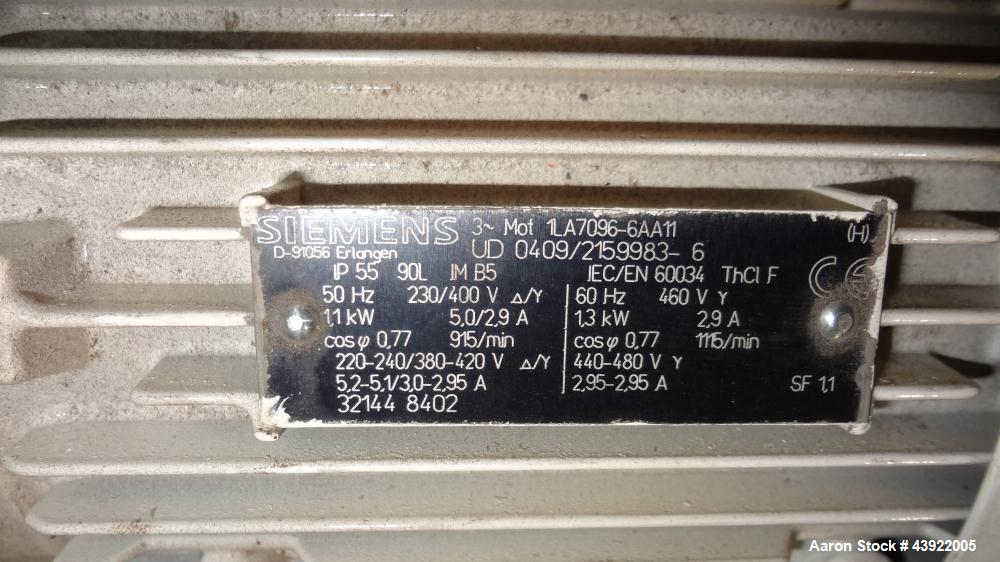 SIEMENS 3~ Mot 1LA7096-6AA11 (H)
D-91056 Erlangen UD 0409/2159983-6
IP 55 90L IM B5 IEC/EN 60034 ThCl F
CE
50 Hz 230/400 V Δ/Y 60 Hz 460 V Y
1,1 kW 5,0/2,9 A 1,3 kW 2,9 A
cos φ 0,77 915/min cos φ 0,77 1115/min
220-240/380-420 V Δ/Y 440-480 V Y
5,2-5,1/3,0-2,95 A 2,95-2,95 A SF 1,1
32144 8402
Aaron Stock # 43922005